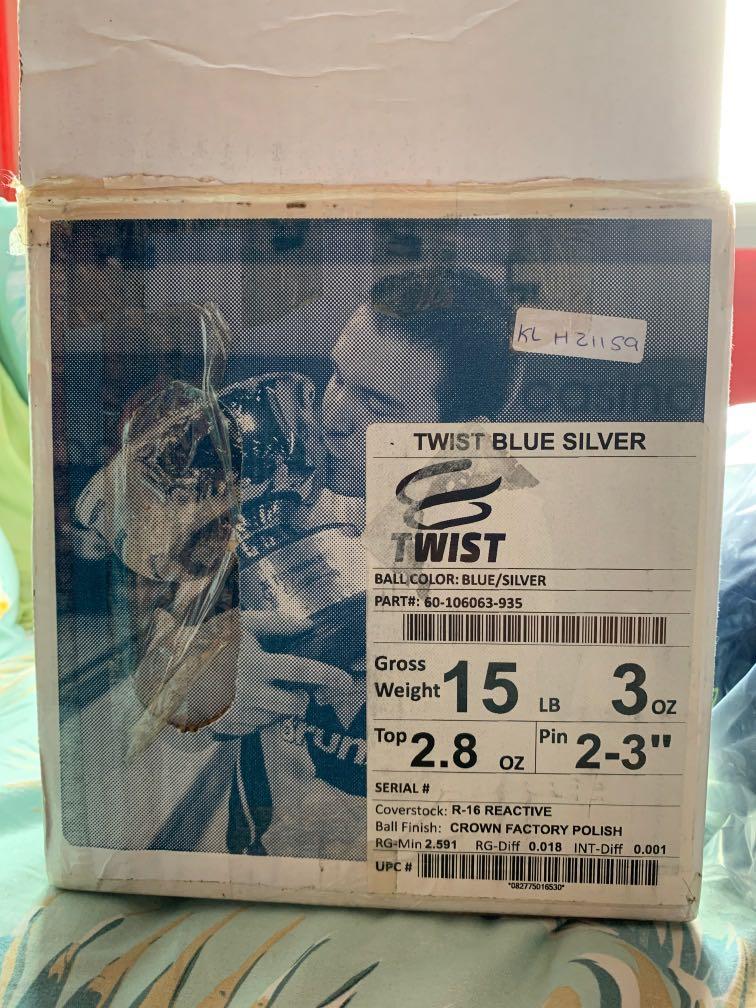 KL H21159
casino
TWIST BLUE SILVER
TWIST
BALL COLOR: BLUE/SILVER
PART#: 60-106063-935
Gross Weight 15 LB 3 OZ
Top 2.8 OZ Pin 2-3"
SERIAL #
Coverstock: R-16 REACTIVE
Ball Finish: CROWN FACTORY POLISH
RG-Min 2.591 RG-Diff 0.018 INT-Diff 0.001
UPC #
*082775016530*
Brun